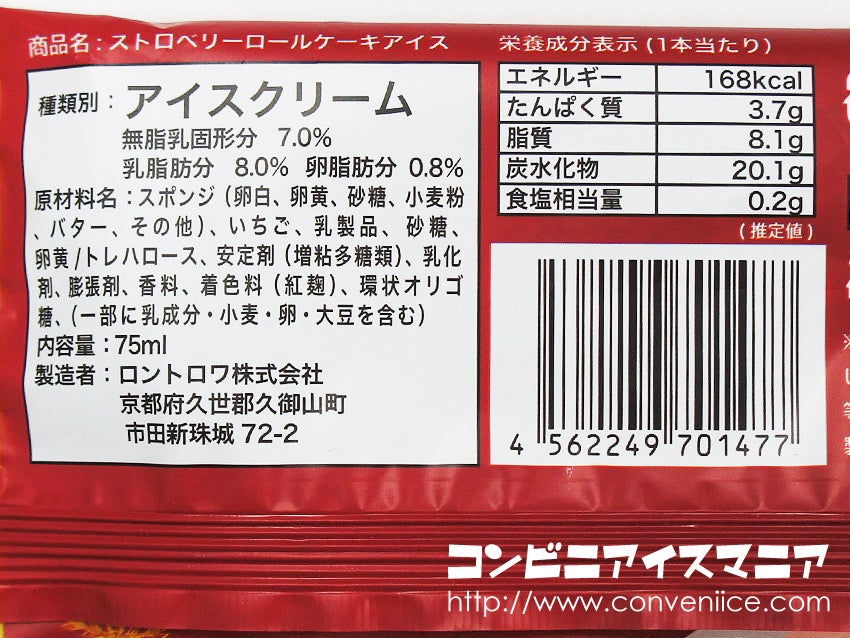 商品名：ストロベリーロールケーキアイス
種類別：アイスクリーム
無脂乳固形分 7.0%
乳脂肪分 8.0% 卵脂肪分 0.8%
原材料名：スポンジ（卵白、卵黄、砂糖、小麦粉
、バター、その他）、いちご、乳製品、砂糖、
卵黄/トレハロース、安定剤（増粘多糖類）、乳化
剤、膨張剤、香料、着色料（紅麹）、環状オリゴ
糖、（一部に乳成分・小麦・卵・大豆を含む）
内容量：75ml
製造者：ロントロワ株式会社
京都府久世郡久御山町
市田新珠城 72-2
栄養成分表示（1本当たり）
エネルギー 168kcal
たんぱく質 3.7g
脂質 8.1g
炭水化物 20.1g
食塩相当量 0.2g
（推定値）
4 562249 701477
コンビニアイスマニア
http://www.conveniice.com